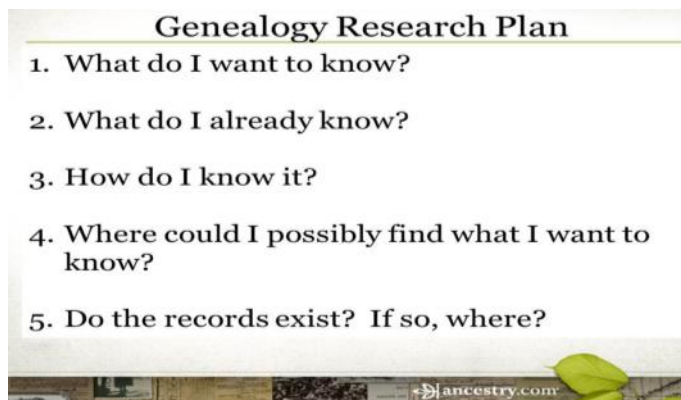 Genealogy Research Plan
1. What do I want to know?
2. What do I already know?
3. How do I know it?
4. Where could I possibly find what I want to
know?
5. Do the records exist? If so, where?
ancestry.com